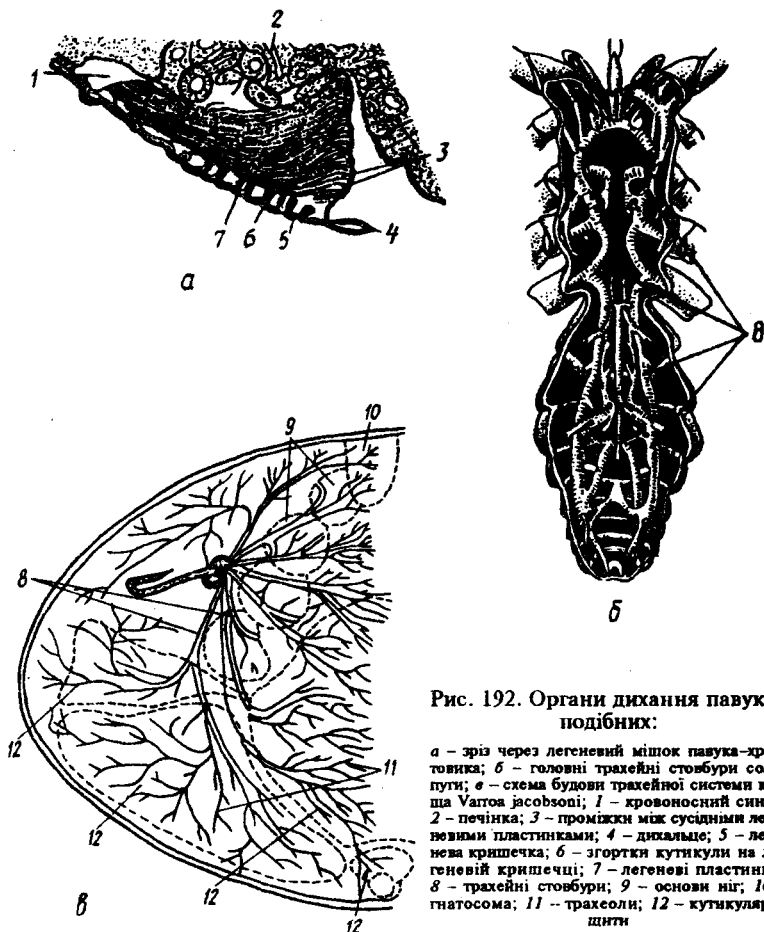 2
1
3
7 6 5 4
а
8
б
9 10
8
12
11
12 12
в 12
Рис. 192. Органи дихання павук
подібних:
а – зріз через легеневий мішок павука-хр
товика; б – головні трахейні стовбури со
пуги; в – схема будови трахейної системи к
ща Varroa jacobsoni; 1 – кровоносний син
2 – печінка; 3 – проміжки між сусідніми ле
невими пластинками; 4 – дихальце; 5 – ле
нева кришечка; 6 – згортки кутикули на л
геневій кришечці; 7 – легеневі пластин
8 – трахейні стовбури; 9 – основи ніг; 10
гнатосома; 11 – трахеоли; 12 – кутикуляр
щити